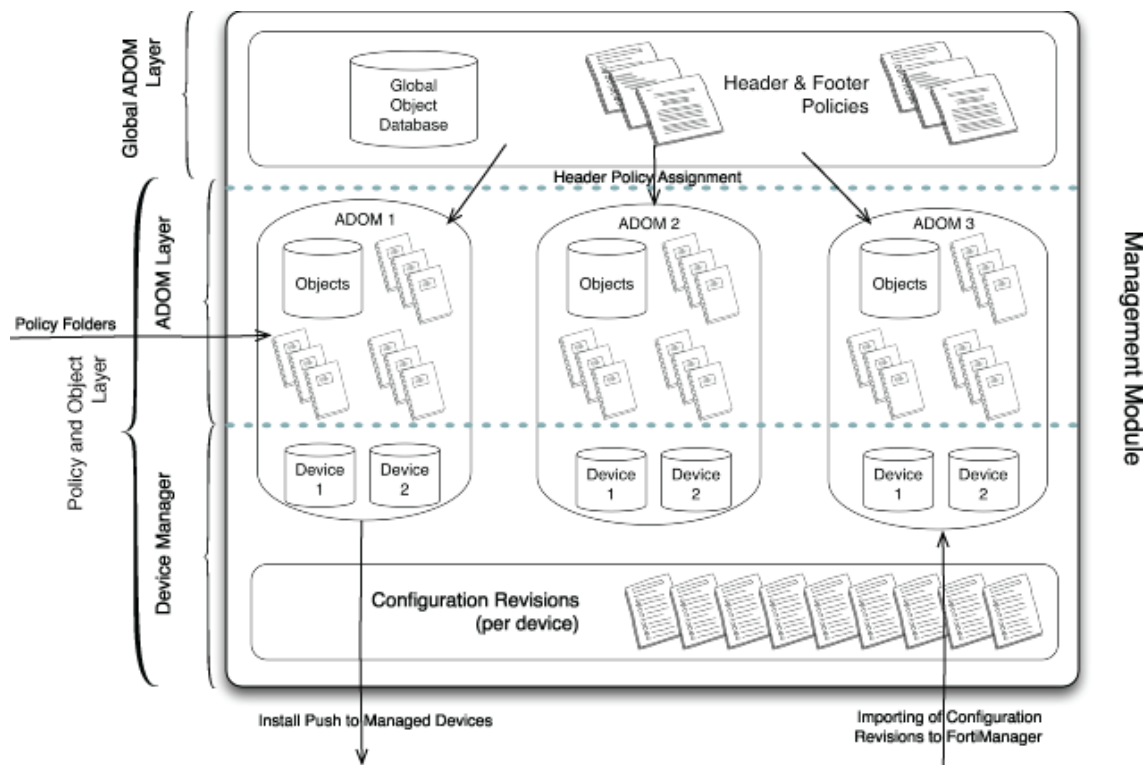 Global ADOM
Layer
Global
Object
Database
Header & Footer
Policies
Header Policy Assignment
ADOM Layer
ADOM 1
ADOM 2
ADOM 3
Objects
Objects
Objects
Policy Folders
Policy and Object
Layer
Management Module
Device Manager
Device
1
Device
2
Device
1
Device
2
Device
1
Device
2
Configuration Revisions
(per device)
Install Push to Managed Devices
Importing of Configuration
Revisions to FortiManager